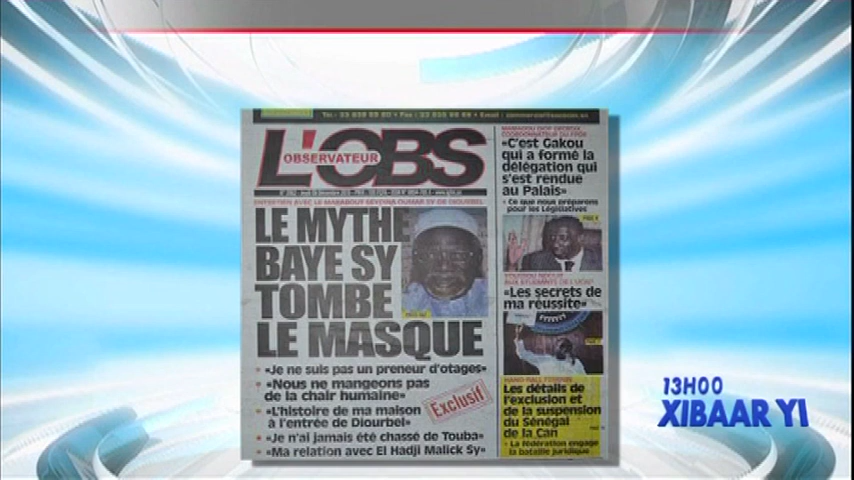 L'OBS
OBSERVATEUR
LE MYTHE
BAYE SY
TOMBE
LE MASQUE
• «Je ne suis pas un preneur d'otages»
• «Nous ne mangeons pas
de la chair humaine»
• «L'histoire de ma maison
à l'entrée de Diourbel»
• «Je n'ai jamais été chassé de Touba»
• «Ma relation avec El Hadji Malick Sy»
Exclusif
«C'est Gakou
qui a formé la
délégation qui
s'est rendue
au Palais»
• Ce que nous préparons
pour les Législatives
«Les secrets de
ma réussite»
Les détails de
l'exclusion et
de la suspension
du Sénégal
de la Can
• La fédération engage
la bataille juridique
13H00
XIBAAR YI